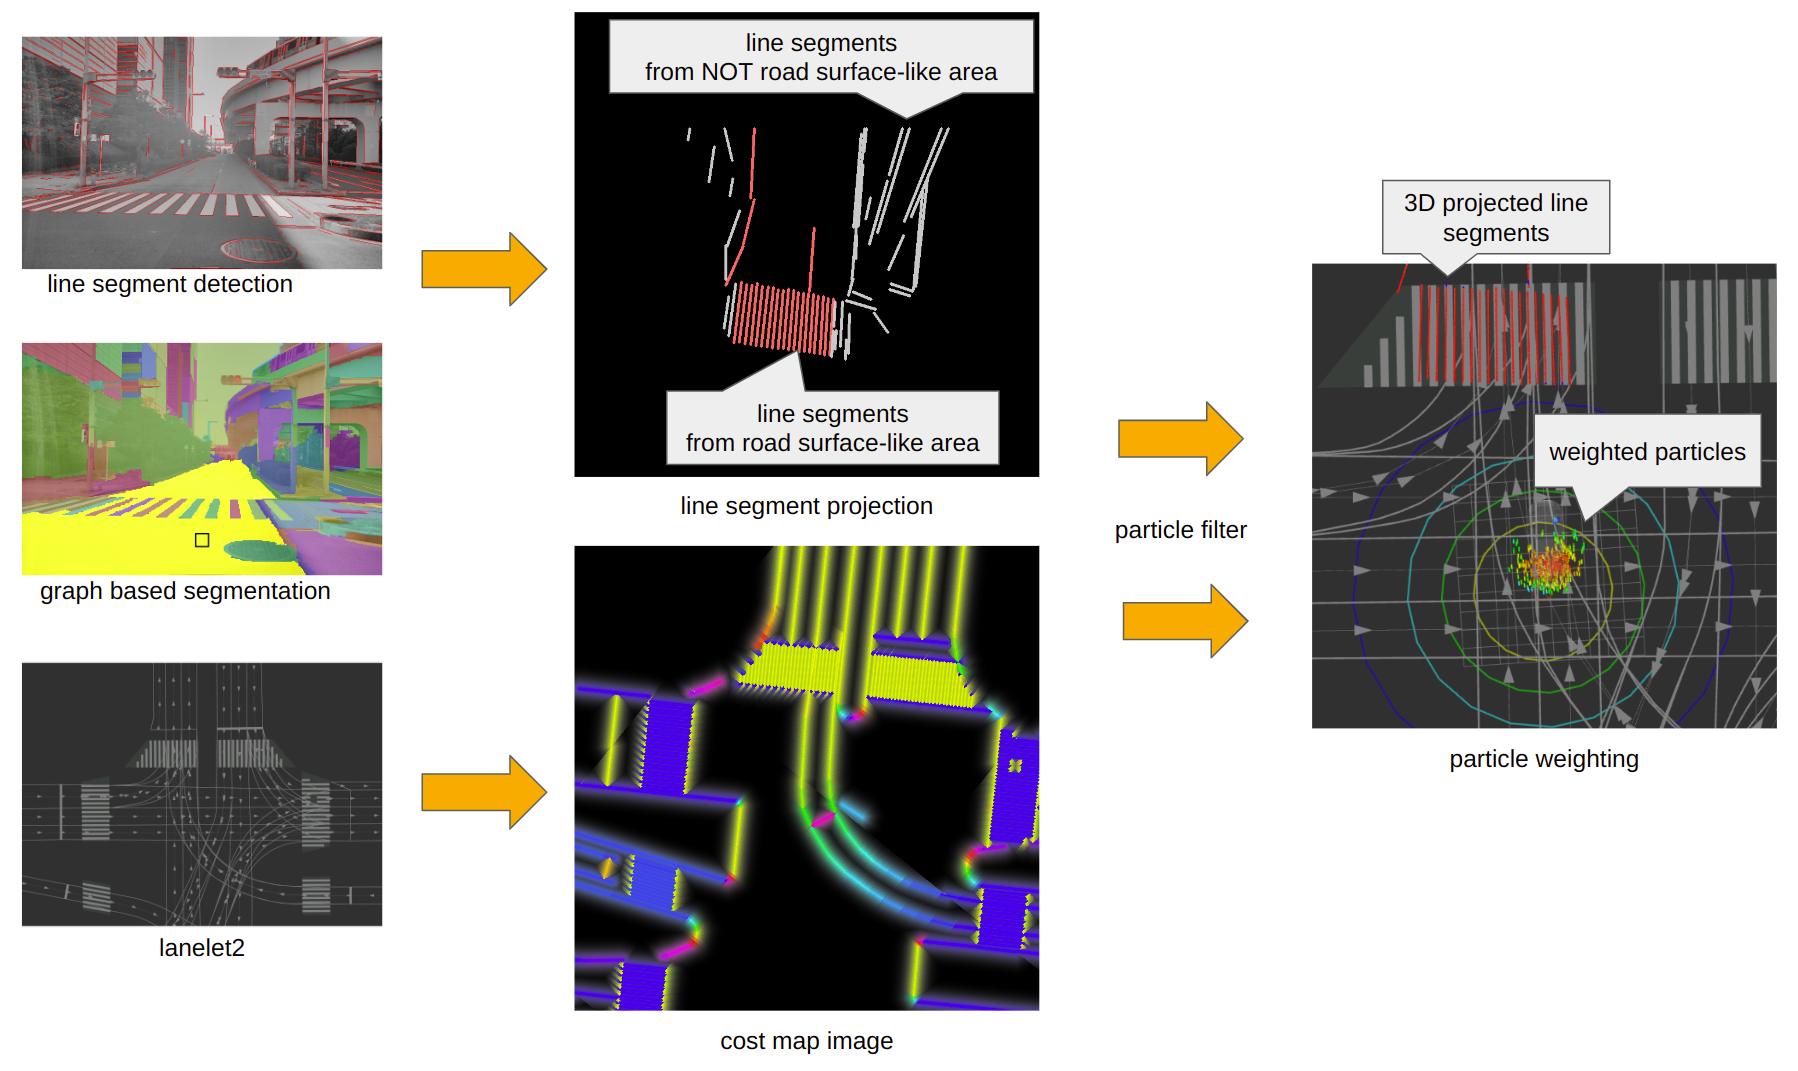 line segment detection
graph based segmentation
lanelet2
line segments
from NOT road surface-like area
line segments
from road surface-like area
line segment projection
cost map image
particle filter
3D projected line
segments
weighted particles
particle weighting